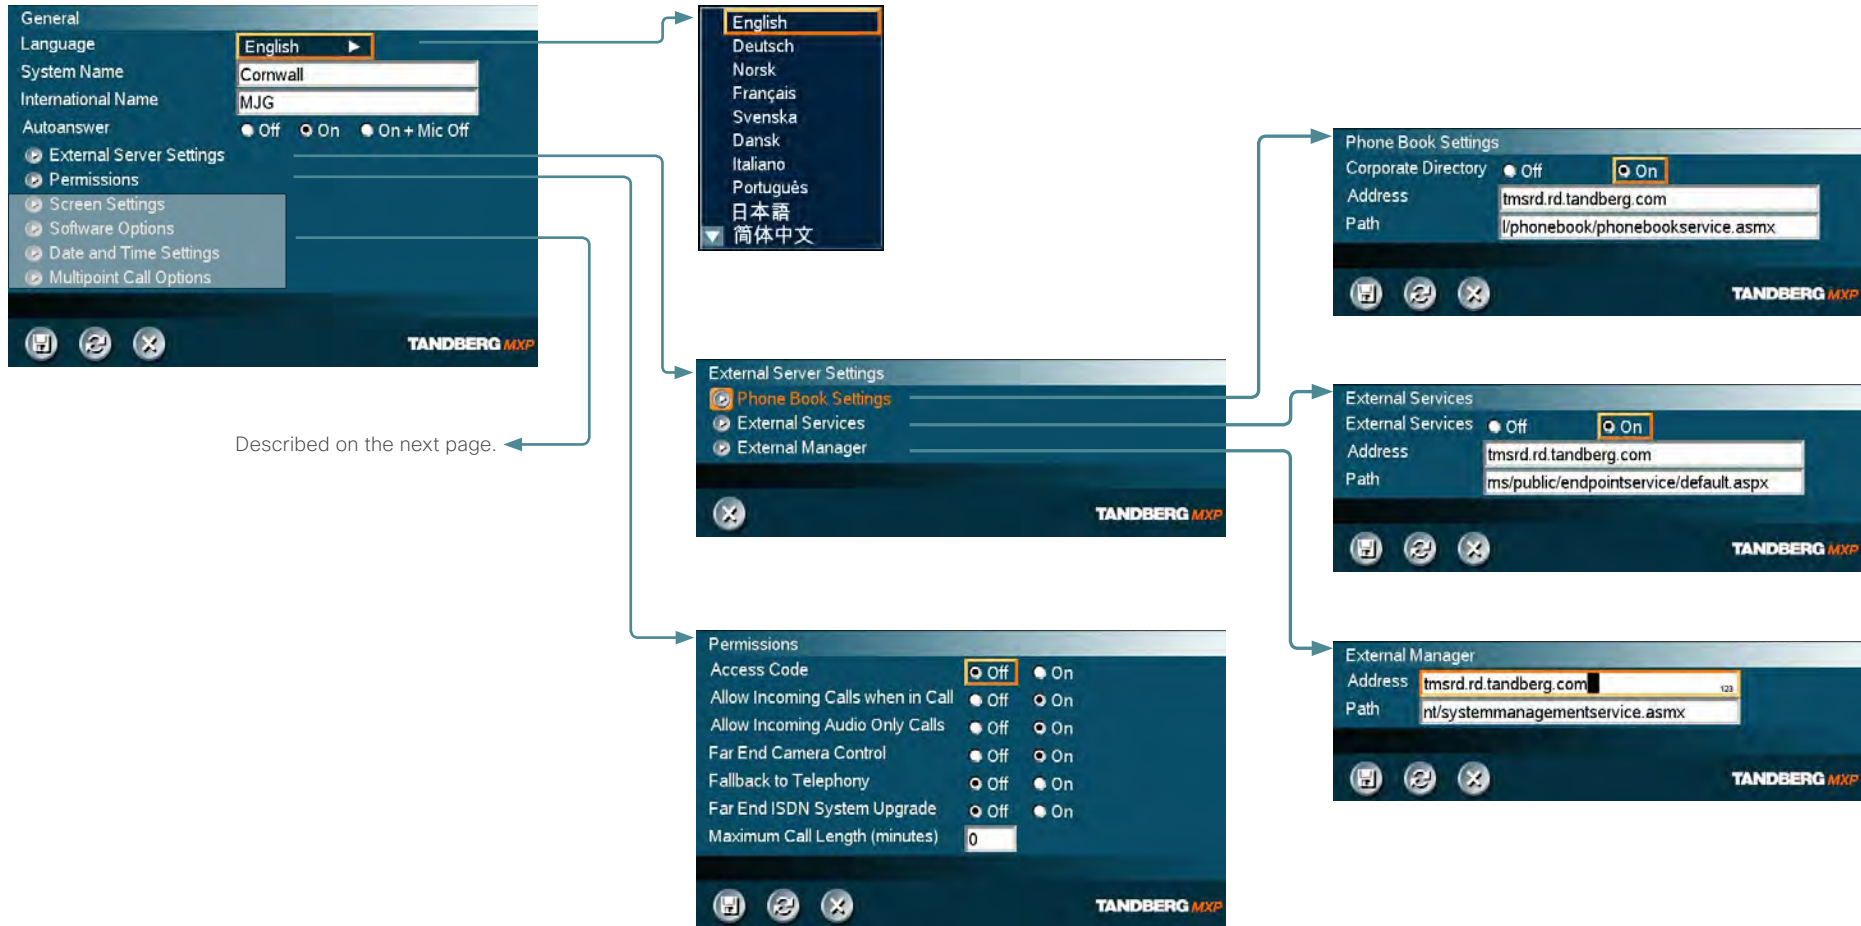 General
Language English
System Name Cornwall
International Name MJG
Autoanswer Off On On + Mic Off
External Server Settings
Permissions
Screen Settings
Software Options
Date and Time Settings
Multipoint Call Options
TANDBERG MXP
Described on the next page.
English
Deutsch
Norsk
Français
Svenska
Dansk
Italiano
Português
日本語
简体中文
External Server Settings
Phone Book Settings
External Services
External Manager
TANDBERG MXP
Permissions
Access Code Off On
Allow Incoming Calls when in Call Off On
Allow Incoming Audio Only Calls Off On
Far End Camera Control Off On
Fallback to Telephony Off On
Far End ISDN System Upgrade Off On
Maximum Call Length (minutes) 0
TANDBERG MXP
Phone Book Settings
Corporate Directory Off On
Address tmsrd.rd.tandberg.com
Path l/phonebook/phonebookservice.asmx
TANDBERG MXP
External Services
External Services Off On
Address tmsrd.rd.tandberg.com
Path ms/public/endpointservice/default.aspx
TANDBERG MXP
External Manager
Address tmsrd.rd.tandberg.com 123
Path nt/systemmanagementservice.asmx
TANDBERG MXP